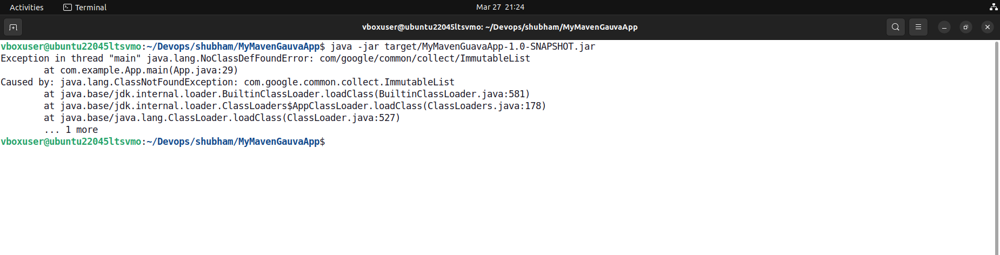 Activities Terminal Mar 27 21:24
vboxuser@ubuntu22045ltsvmo: ~/Devops/shubham/MyMavenGauvaApp
vboxuser@ubuntu22045ltsvmo:~/Devops/shubham/MyMavenGauvaApp$ java -jar target/MyMavenGuavaApp-1.0-SNAPSHOT.jar
Exception in thread "main" java.lang.NoClassDefFoundError: com/google/common/collect/ImmutableList
        at com.example.App.main(App.java:29)
Caused by: java.lang.ClassNotFoundException: com.google.common.collect.ImmutableList
        at java.base/jdk.internal.loader.BuiltinClassLoader.loadClass(BuiltinClassLoader.java:581)
        at java.base/jdk.internal.loader.ClassLoaders$AppClassLoader.loadClass(ClassLoaders.java:178)
        at java.base/java.lang.ClassLoader.loadClass(ClassLoader.java:527)
        ... 1 more
vboxuser@ubuntu22045ltsvmo:~/Devops/shubham/MyMavenGauvaApp$